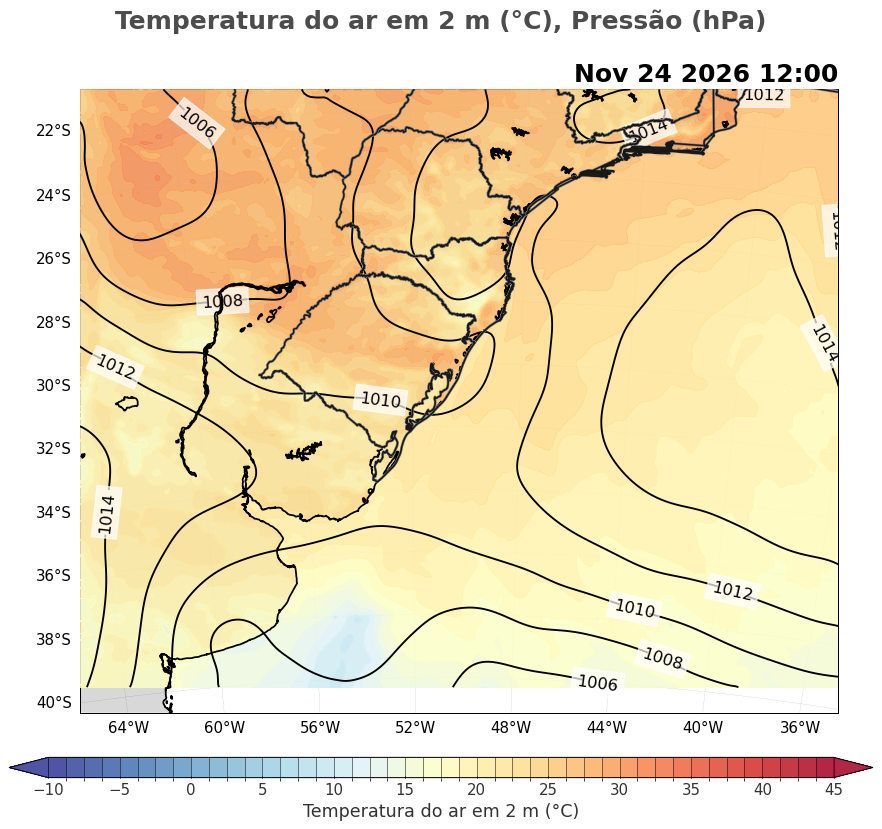 Temperatura do ar em 2 m (°C), Pressão (hPa)
Nov 24 2026 12:00
1006
1014
1012
22°S
24°S
26°S
1008
28°S
1014
1012
30°S
1010
32°S
1014
34°S
36°S
1012
1010
38°S
1008
1006
40°S
64°W 60°W 56°W 52°W 48°W 44°W 40°W 36°W
−10 −5 0 5 10 15 20 25 30 35 40 45
Temperatura do ar em 2 m (°C)